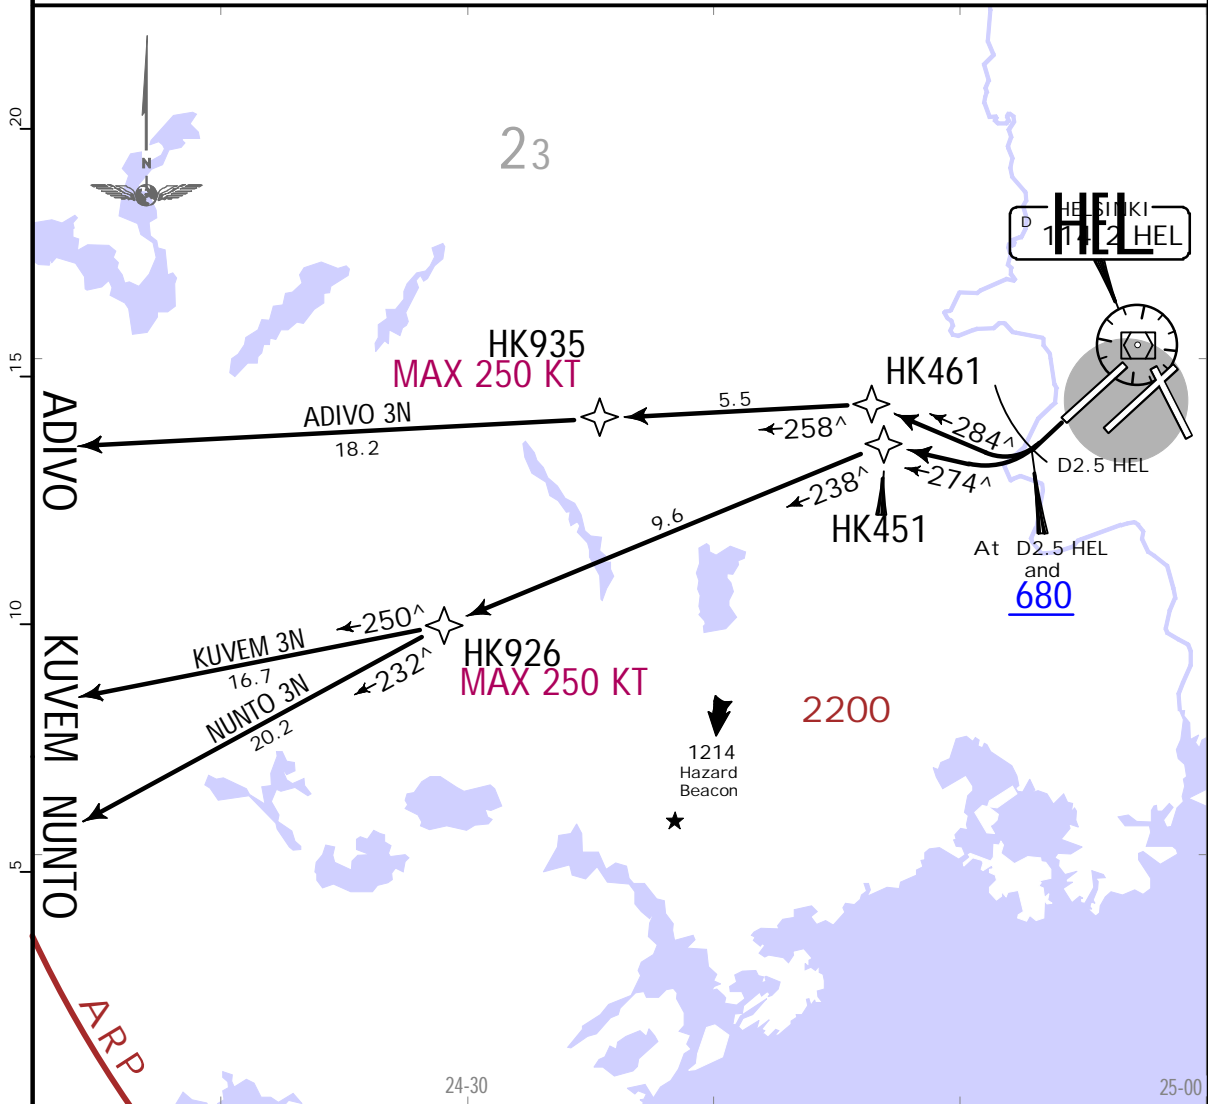 20
N
23
HELSINKI
D
HEL
114.2 HEL
15
HK935
MAX 250 KT
HK461
ADIVO
ADIVO 3N
18.2
5.5
←258^
←284^
D2.5 HEL
←274^
←238^
HK451
9.6
At D2.5 HEL
and
680
10
←250^
KUVEM
KUVEM 3N
16.7
HK926
MAX 250 KT
←232^
NUNTO 3N
20.2
2200
1214
Hazard
Beacon
NUNTO
5
ARP
24-30
25-00